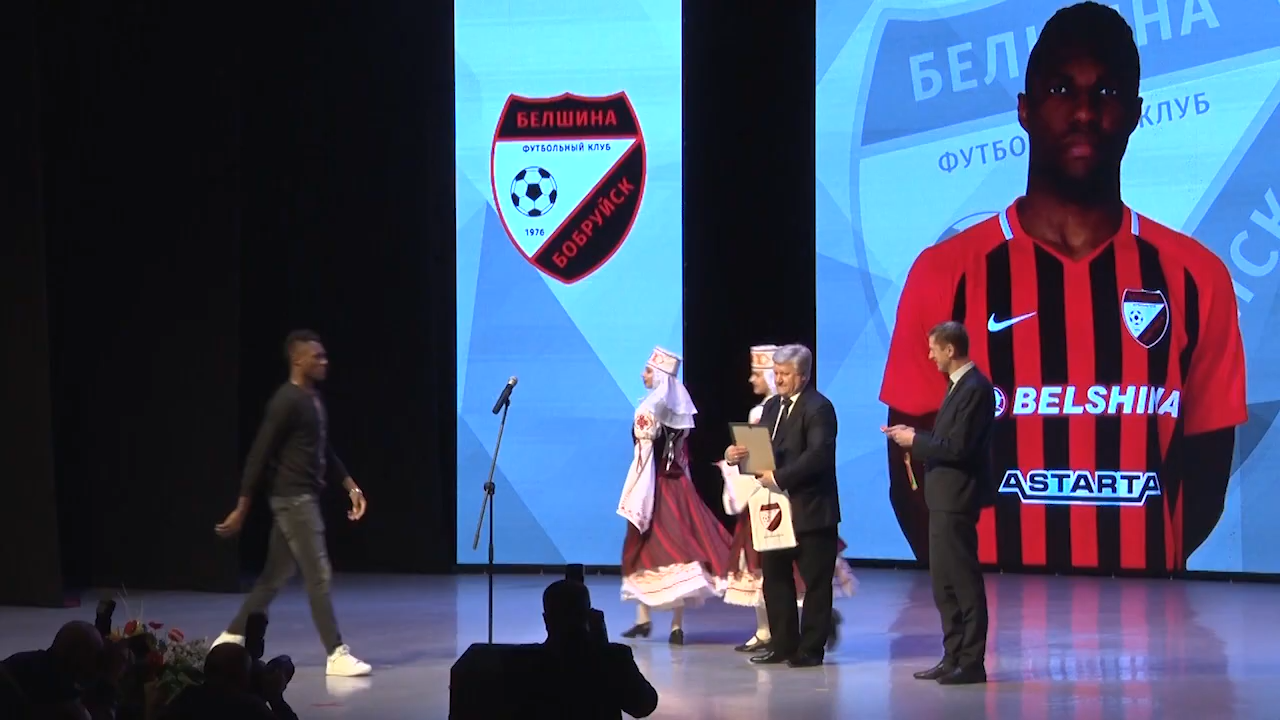 БЕЛШИНА
ФУТБОЛЬНЫЙ КЛУБ
1976
БОБРУЙСК
БЕЛШИНА
ФУТБО КЛУБ
BELSHINA
ASTARTA